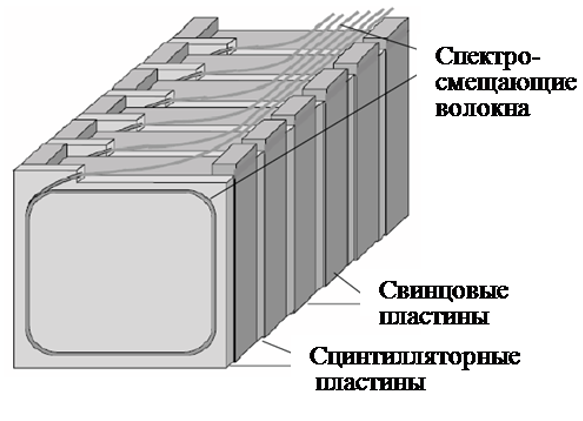 Спектро-
смещающие
волокна
Свинцовые
пластины
Сцинтилляторные
пластины